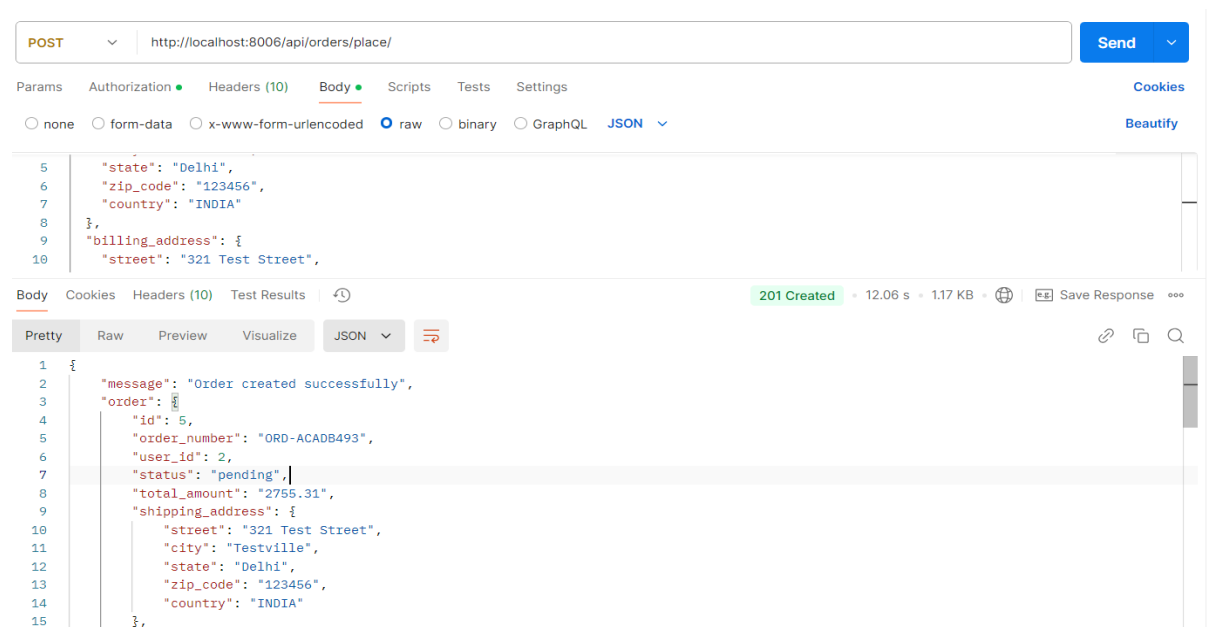 POST http://localhost:8006/api/orders/place/ Send
Params Authorization Headers (10) Body Scripts Tests Settings Cookies
none form-data x-www-form-urlencoded raw binary GraphQL JSON Beautify
5 "state": "Delhi",
6 "zip_code": "123456",
7 "country": "INDIA"
8 },
9 "billing_address": {
10 "street": "321 Test Street",
Body Cookies Headers (10) Test Results 201 Created 12.06 s 1.17 KB e.g. Save Response
Pretty Raw Preview Visualize JSON
1 {
2 "message": "Order created successfully",
3 "order": {
4 "id": 5,
5 "order_number": "ORD-ACADB493",
6 "user_id": 2,
7 "status": "pending",
8 "total_amount": "2755.31",
9 "shipping_address": {
10 "street": "321 Test Street",
11 "city": "Testville",
12 "state": "Delhi",
13 "zip_code": "123456",
14 "country": "INDIA"
15 },